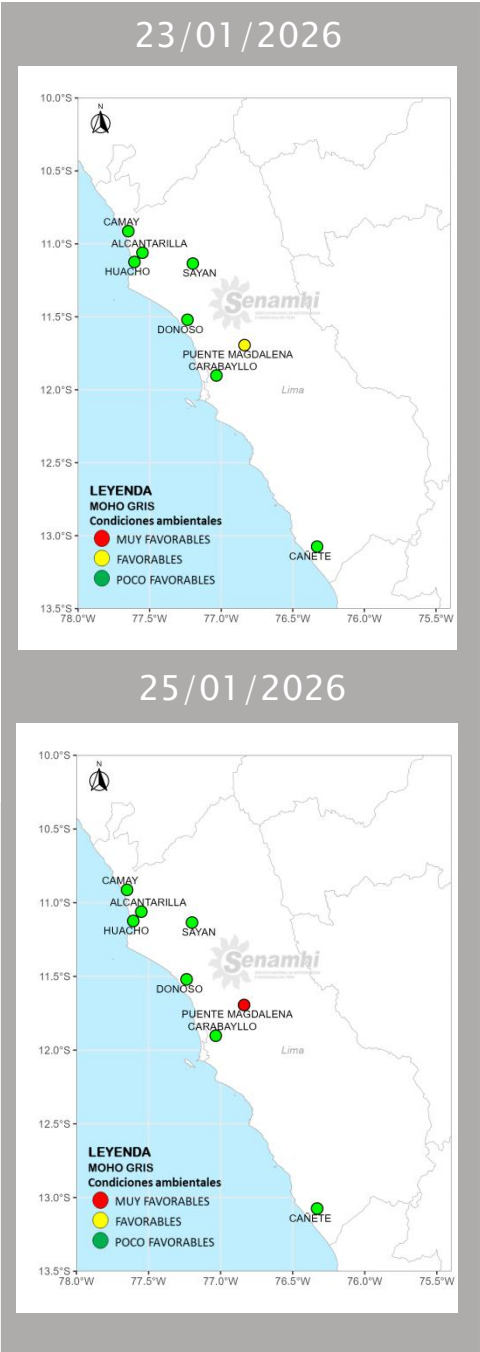 23/01/2026
N
10.0°S
10.5°S
11.0°S
11.5°S
12.0°S
12.5°S
13.0°S
13.5°S
CAMAY
ALCANTARILLA
HUACHO
SAYAN
Senamhi
DONOSO
PUENTE MAGDALENA
CARABAYLLO
Lima
CAÑETE
LEYENDA
MOHO GRIS
Condiciones ambientales
MUY FAVORABLES
FAVORABLES
POCO FAVORABLES
78.0°W 77.5°W 77.0°W 76.5°W 76.0°W 75.5°W
25/01/2026
N
10.0°S
10.5°S
11.0°S
11.5°S
12.0°S
12.5°S
13.0°S
13.5°S
CAMAY
ALCANTARILLA
HUACHO
SAYAN
Senamhi
DONOSO
PUENTE MAGDALENA
CARABAYLLO
Lima
CAÑETE
LEYENDA
MOHO GRIS
Condiciones ambientales
MUY FAVORABLES
FAVORABLES
POCO FAVORABLES
78.0°W 77.5°W 77.0°W 76.5°W 76.0°W 75.5°W